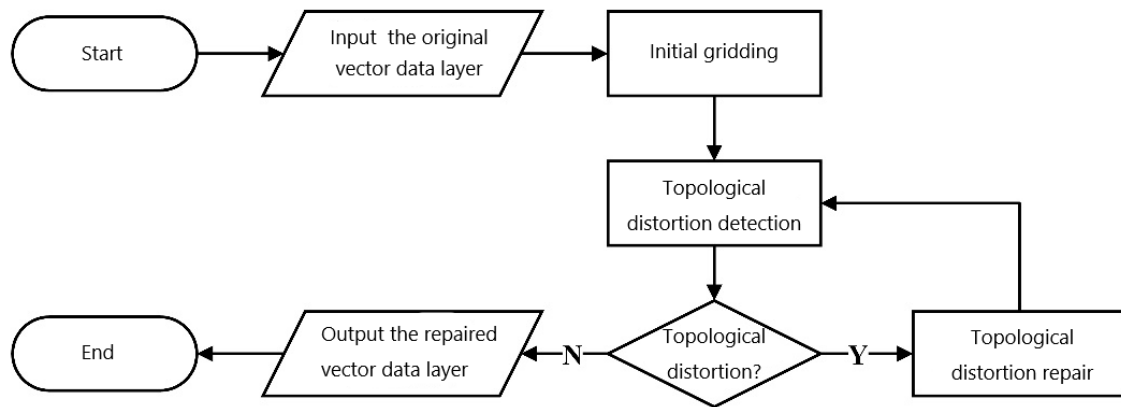 Start
Input the original
vector data layer
Initial gridding
Topological
distortion detection
Topological
distortion?
Y
Topological
distortion repair
N
Output the repaired
vector data layer
End